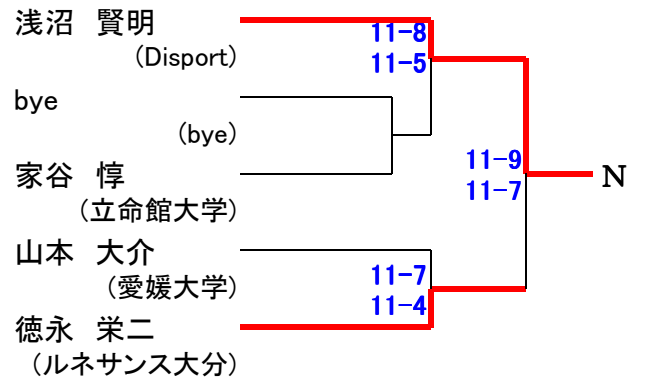 浅沼　賢明
(Disport)
11-8
11-5
bye
(bye)
家谷　惇
(立命館大学)
11-9
11-7
N
山本　大介
(愛媛大学)
11-7
11-4
徳永　栄二
(ルネサンス大分)